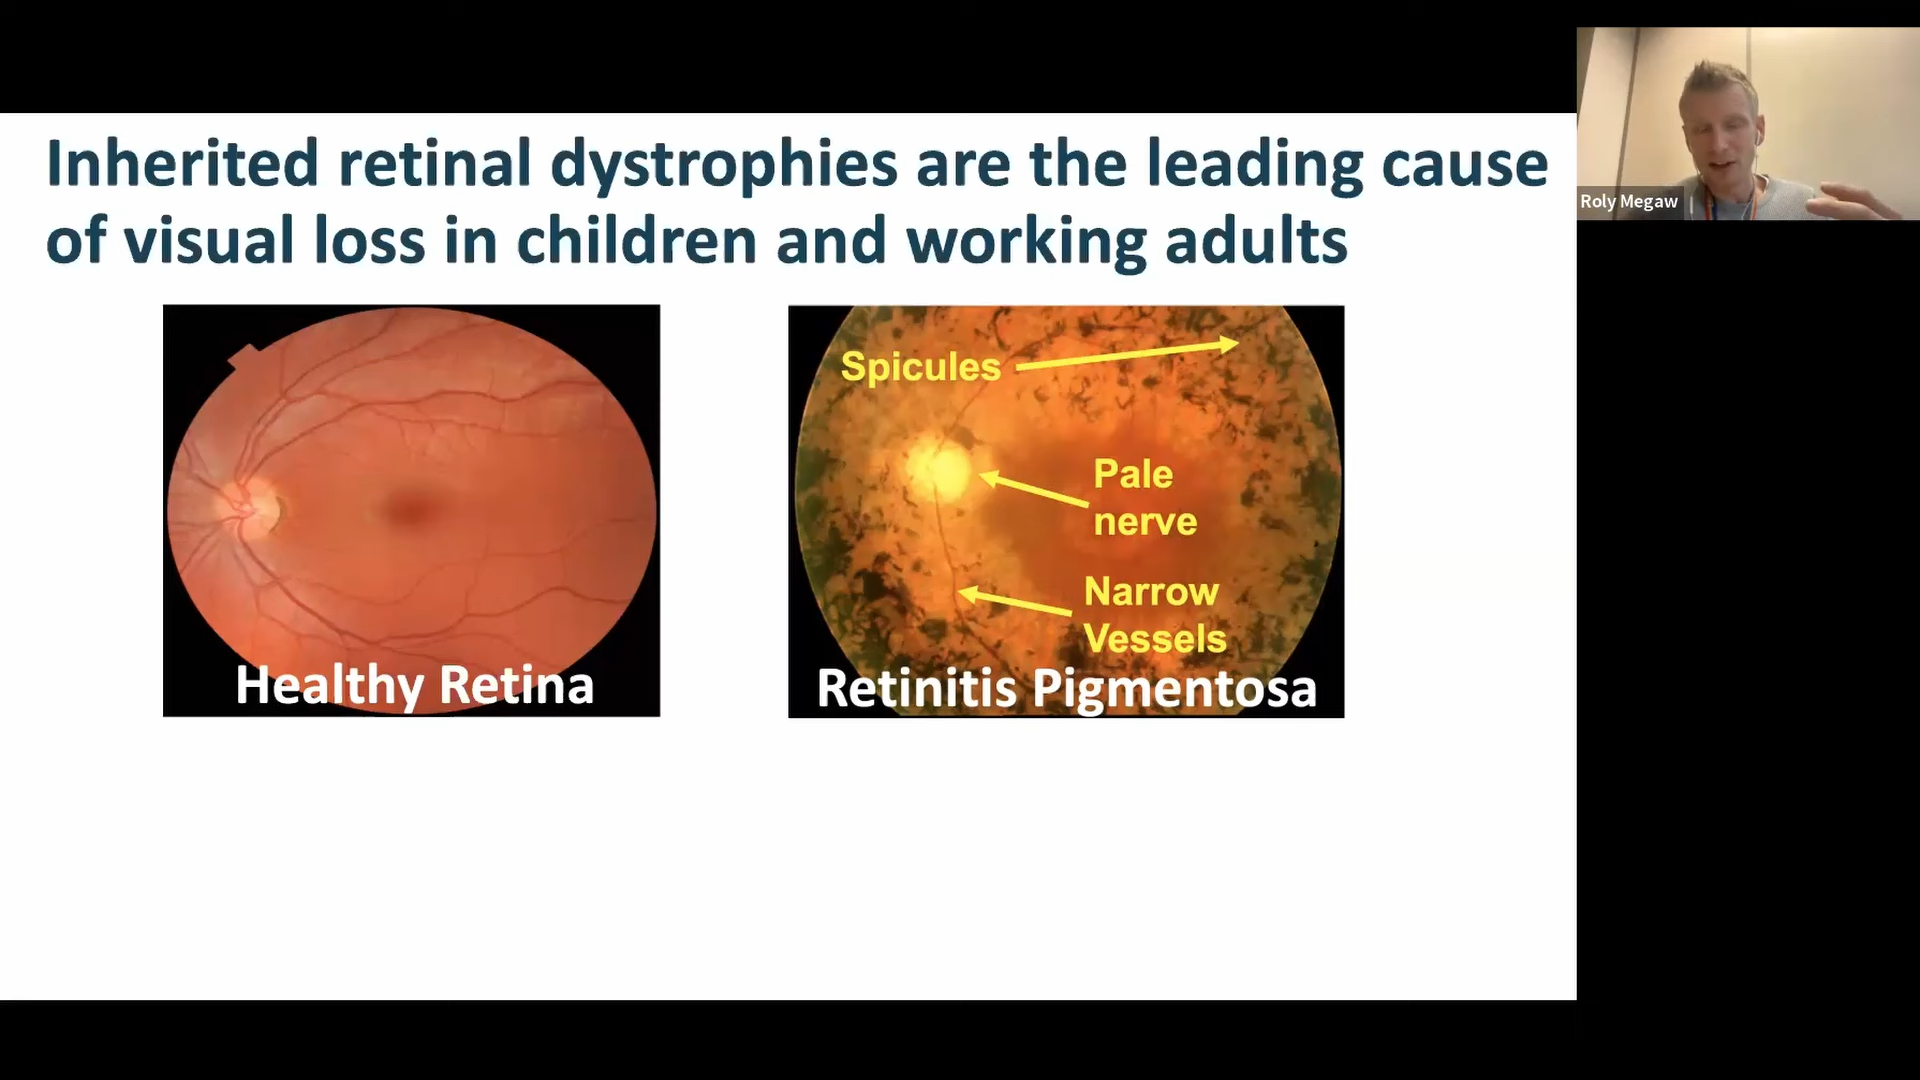 Inherited retinal dystrophies are the leading cause
of visual loss in children and working adults
Roly Megaw
Spicules
Pale
nerve
Narrow
Vessels
Healthy Retina
Retinitis Pigmentosa